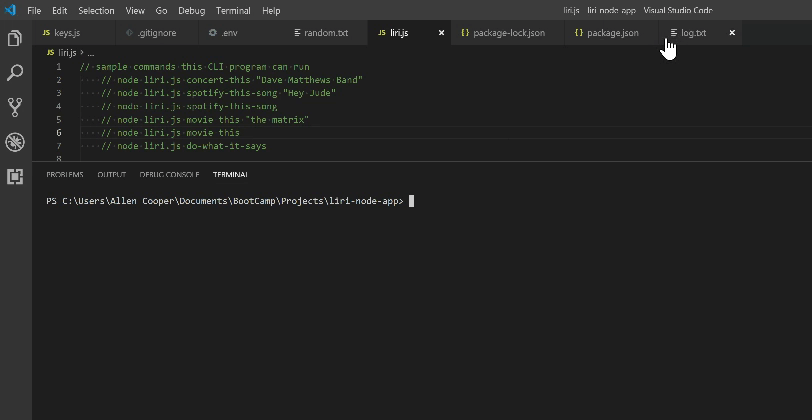 File Edit Selection View Go Debug Terminal Help liri.js liri-node-app Visual Studio Code
JS keys.js .gitignore .env random.txt JS liri.js × {} package-lock.json {} package.json log.txt ×
JS liri.js > ...
1 // sample commands this CLI program can run
2 // node liri.js concert-this "Dave Matthews Band"
3 // node liri.js spotify-this-song "Hey Jude"
4 // node liri.js spotify-this-song
5 // node liri.js movie this "the matrix"
6 // node liri.js movie this
7 // node liri.js do-what-it-says
8
PROBLEMS OUTPUT DEBUG CONSOLE TERMINAL
PS C:\Users\Allen Cooper\Documents\BootCamp\Projects\liri-node-app>